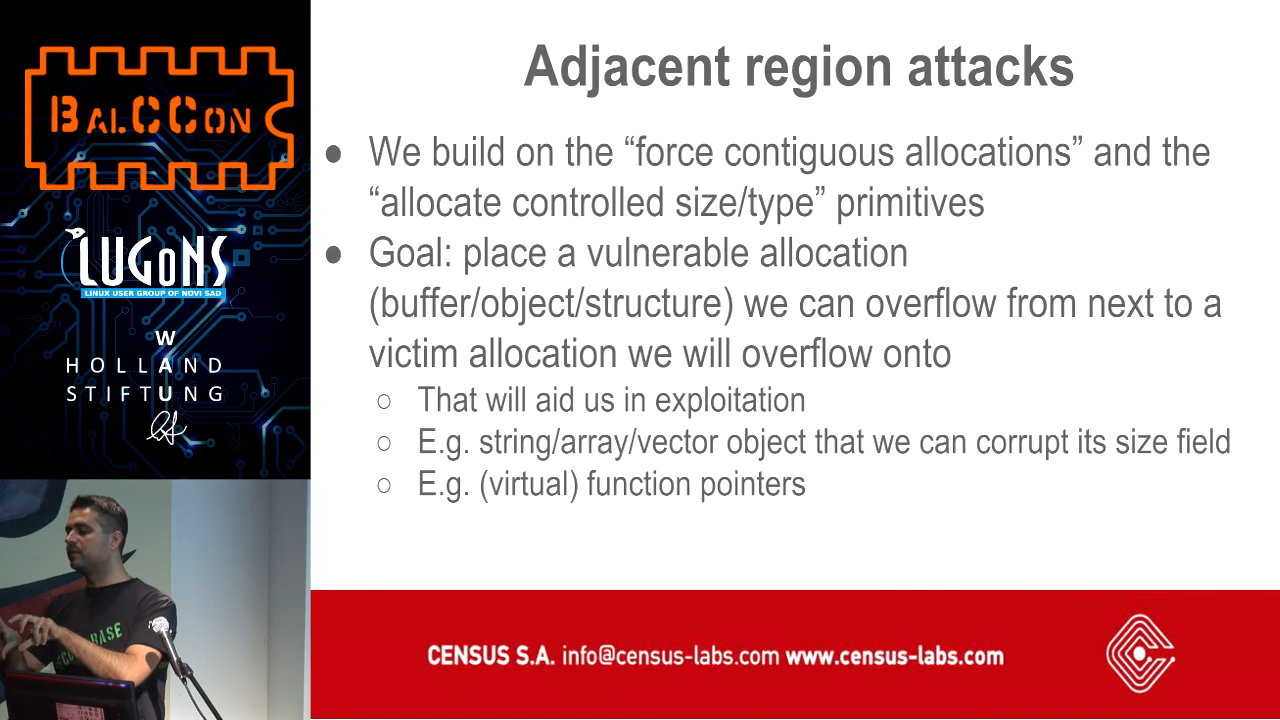 BALCCON
LUGONS
LINUX USER GROUP OF NOVI SAD
W
HOLLAND
A
STIFTUNG
Adjacent region attacks
● We build on the “force contiguous allocations” and the
“allocate controlled size/type” primitives
● Goal: place a vulnerable allocation
(buffer/object/structure) we can overflow from next to a
victim allocation we will overflow onto
○ That will aid us in exploitation
○ E.g. string/array/vector object that we can corrupt its size field
○ E.g. (virtual) function pointers
CENSUS S.A. info@census-labs.com www.census-labs.com